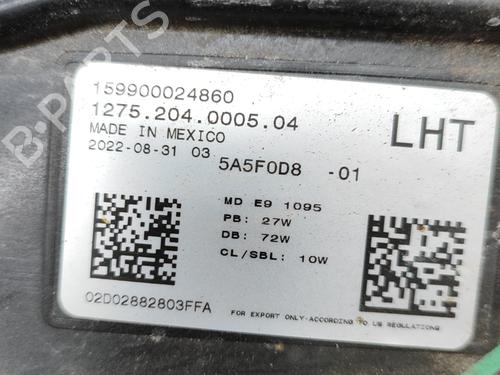 159900024860
1275.204.0005.04
LHT
MADE IN MEXICO
2022-08-31 03
5A5F0D8 -01
MD E9 1095
PB: 27W
DB: 72W
CL/SBL: 10W
02D02882803FFA
FOR EXPORT ONLY-ACCORDING TO US REGULATIONS
B-PARTS